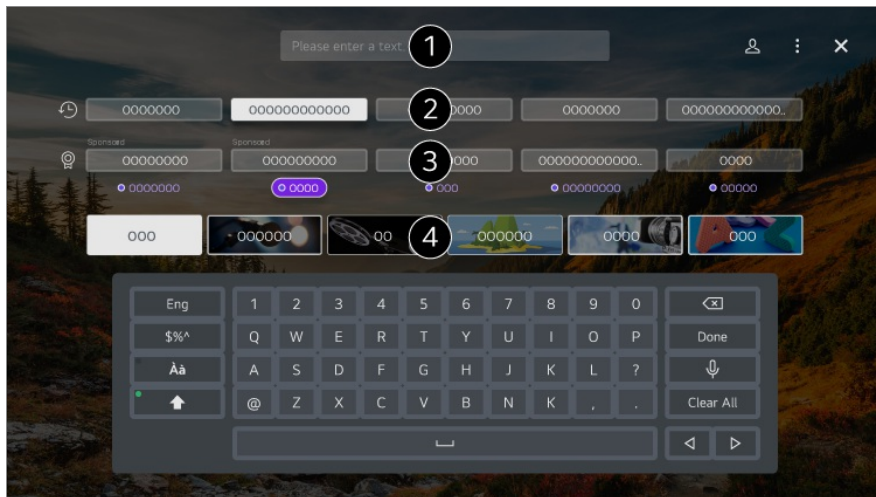 Please enter a text. 1
0000000 000000000000 2 0000 0000000 000000000000..
Sponsored Sponsored
00000000 000000000 3 000 000000000000.. 0000
0000000 0000 000 00000000 00000
000 000000 00 4 000000 0000 000
Eng 1 2 3 4 5 6 7 8 9 0
$%^ Q W E R T Y U I O P Done
Àà A S D F G H J K L ?
@ Z X C V B N K , . Clear All